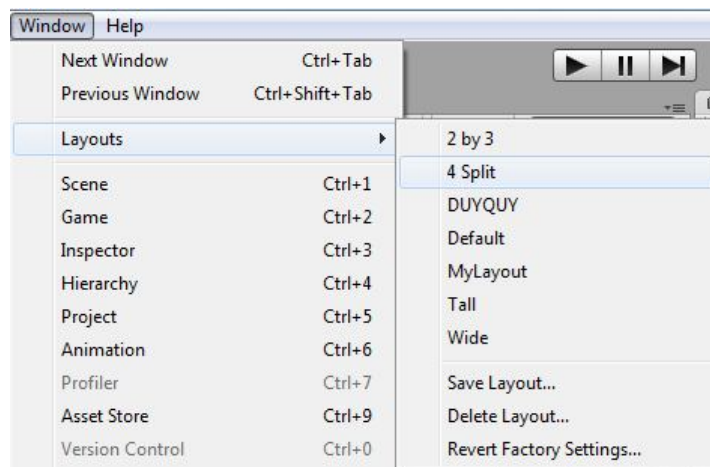 Window Help
Next Window Ctrl+Tab
Previous Window Ctrl+Shift+Tab
Layouts
Scene Ctrl+1
Game Ctrl+2
Inspector Ctrl+3
Hierarchy Ctrl+4
Project Ctrl+5
Animation Ctrl+6
Profiler Ctrl+7
Asset Store Ctrl+9
Version Control Ctrl+0
2 by 3
4 Split
DUYQUY
Default
MyLayout
Tall
Wide
Save Layout...
Delete Layout...
Revert Factory Settings...